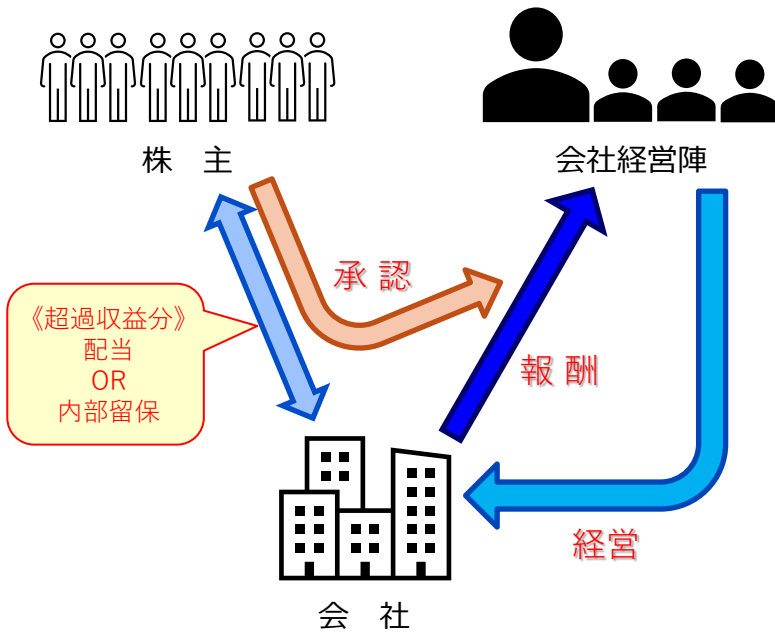 株　主
会社経営陣
承 認
《超過収益分》
配当
OR
内部留保
報 酬
経営
会　社